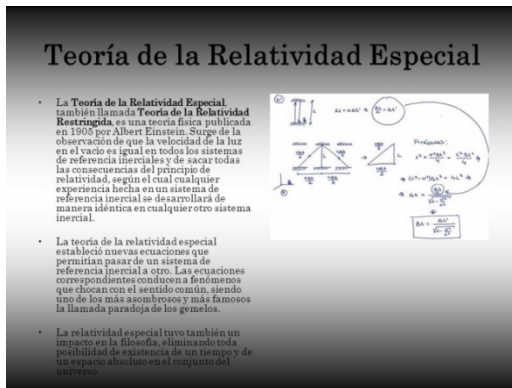 Teoría de la Relatividad Especial
• La Teoría de la Relatividad Especial,
también llamada Teoría de la Relatividad
Restringida, es una teoría física publicada
en 1905 por Albert Einstein. Surge de la
observación de que la velocidad de la luz
en el vacío es igual en todos los sistemas
de referencia inerciales y de sacar todas
las consecuencias del principio de
relatividad, según el cual cualquier
experiencia hecha en un sistema de
referencia inercial se desarrollará de
manera idéntica en cualquier otro sistema
inercial.
• La teoría de la relatividad especial
estableció nuevas ecuaciones que
permitían pasar de un sistema de
referencia inercial a otro. Las ecuaciones
correspondientes conducen a fenómenos
que chocan con el sentido común, siendo
uno de los más asombrosos y más famosos
la llamada paradoja de los gemelos.
• La relatividad especial tuvo también un
impacto en la filosofía, eliminando toda
posibilidad de existencia de un tiempo y de
un espacio absoluto en el conjunto del
universo.